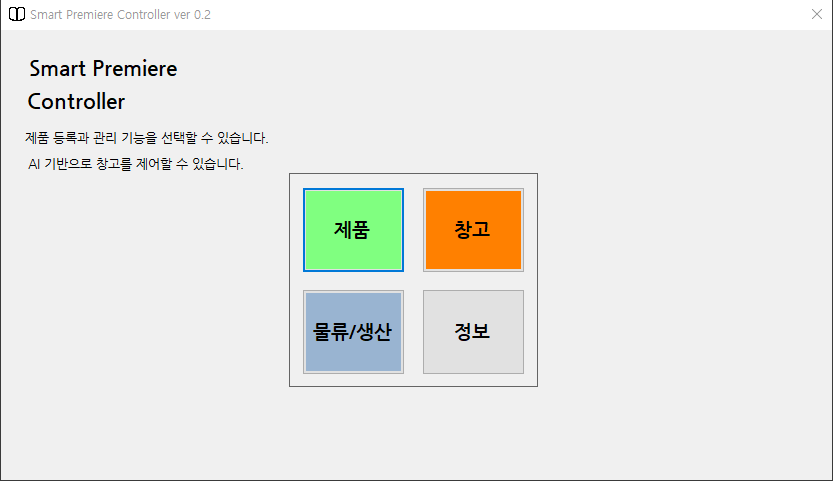 Smart Premiere Controller ver 0.2
Smart Premiere
Controller
제품 등록과 관리 기능을 선택할 수 있습니다.
AI 기반으로 창고를 제어할 수 있습니다.
제품
창고
물류/생산
정보